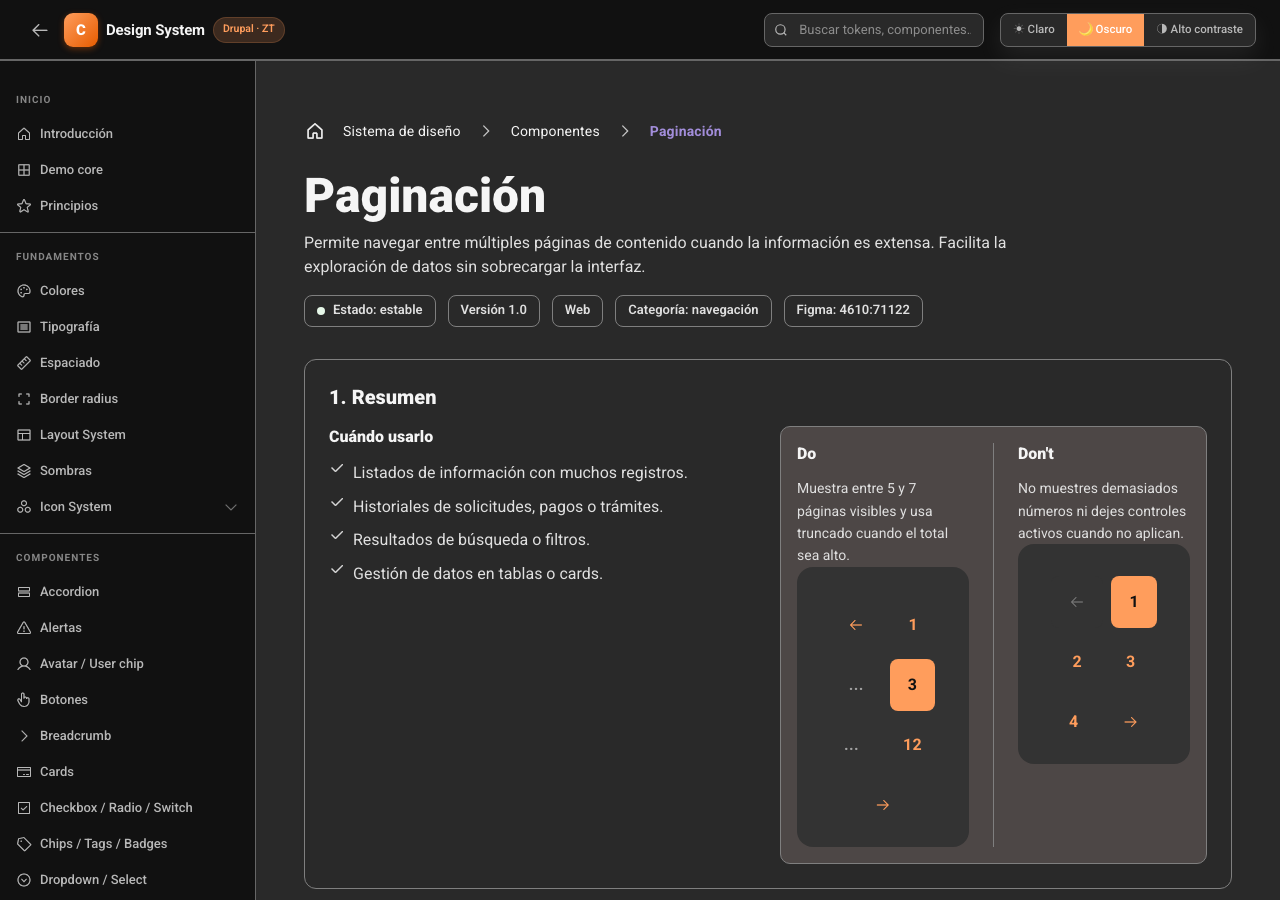 C
Design System
Drupal · ZT
Buscar tokens, componentes..
Claro
Oscuro
Alto contraste
INICIO
Introducción
Demo core
Principios
FUNDAMENTOS
Colores
Tipografía
Espaciado
Border radius
Layout System
Sombras
Icon System
COMPONENTES
Accordion
Alertas
Avatar / User chip
Botones
Breadcrumb
Cards
Checkbox / Radio / Switch
Chips / Tags / Badges
Dropdown / Select
Sistema de diseño
Componentes
Paginación
Paginación
Permite navegar entre múltiples páginas de contenido cuando la información es extensa. Facilita la
exploración de datos sin sobrecargar la interfaz.
Estado: estable
Versión 1.0
Web
Categoría: navegación
Figma: 4610:71122
1. Resumen
Cuándo usarlo
Listados de información con muchos registros.
Historiales de solicitudes, pagos o trámites.
Resultados de búsqueda o filtros.
Gestión de datos en tablas o cards.
Do
Muestra entre 5 y 7
páginas visibles y usa
truncado cuando el total
sea alto.
← 1
... 3
... 12
→
Don't
No muestres demasiados
números ni dejes controles
activos cuando no aplican.
← 1
2 3
4 →